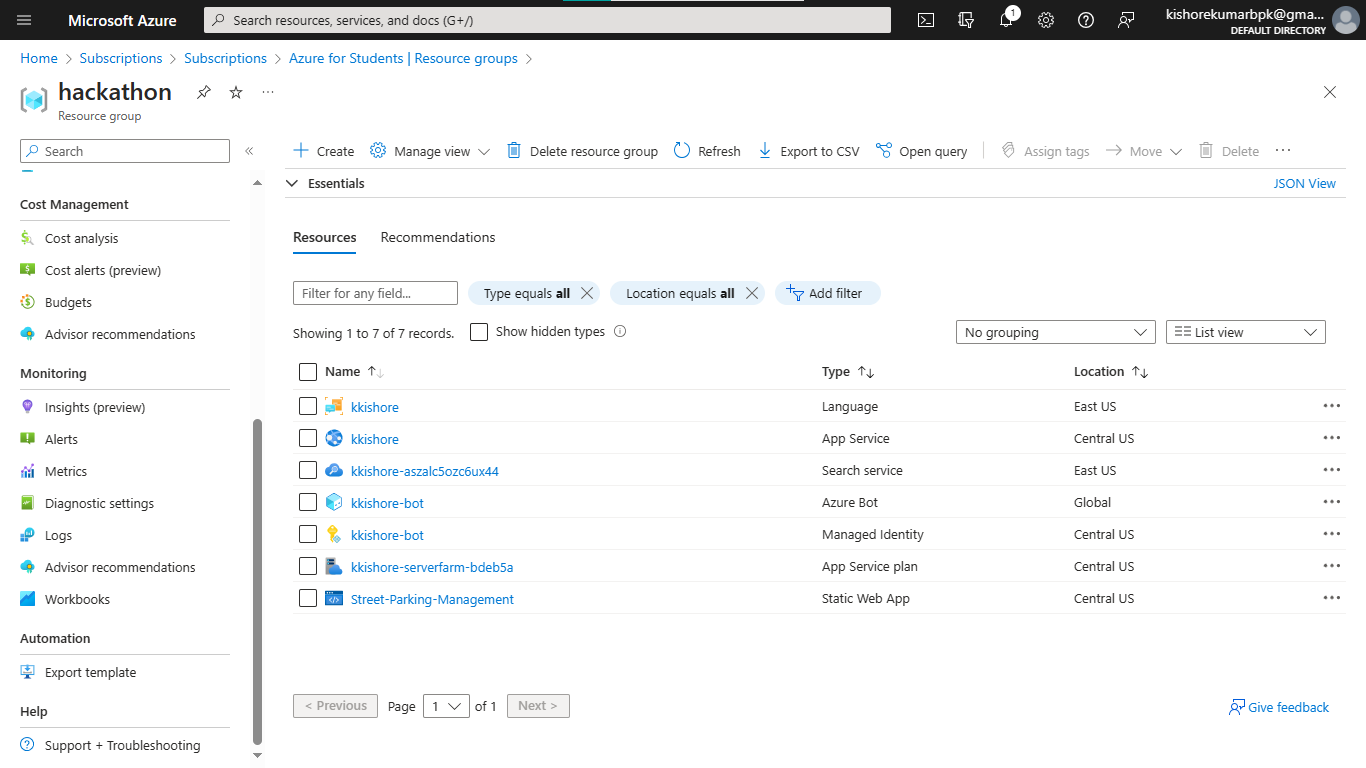 Microsoft Azure
Search resources, services, and docs (G+/)
1
kishorekumarbpk@gma...
DEFAULT DIRECTORY
Home > Subscriptions > Subscriptions > Azure for Students | Resource groups >
hackathon
...
Resource group
Search
«
Create
Manage view
Delete resource group
Refresh
Export to CSV
Open query
Assign tags
Move
Delete
...
Essentials
JSON View
Cost Management
Cost analysis
Cost alerts (preview)
Budgets
Advisor recommendations
Monitoring
Insights (preview)
Alerts
Metrics
Diagnostic settings
Logs
Advisor recommendations
Workbooks
Automation
Export template
Help
Support + Troubleshooting
Resources
Recommendations
Filter for any field...
Type equals all
Location equals all
Add filter
Showing 1 to 7 of 7 records.
Show hidden types
No grouping
List view
Name Type Location
kkishore Language East US
kkishore App Service Central US
kkishore-aszalc5ozc6ux44 Search service East US
kkishore-bot Azure Bot Global
kkishore-bot Managed Identity Central US
kkishore-serverfarm-bdeb5a App Service plan Central US
Street-Parking-Management Static Web App Central US
< Previous
Page 1 of 1
Next >
Give feedback